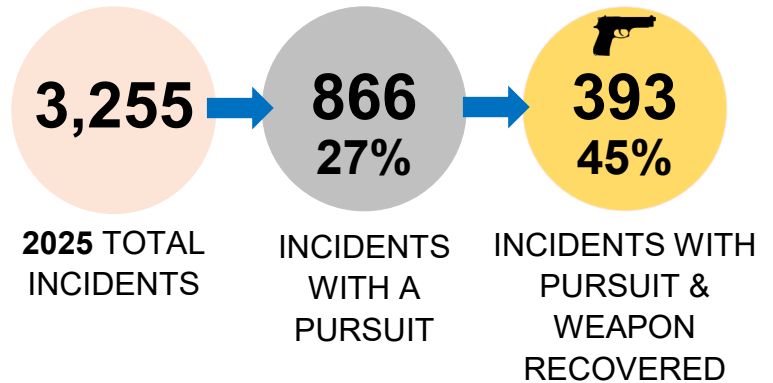 3,255
2025 TOTAL
INCIDENTS
866
27%
INCIDENTS
WITH A
PURSUIT
393
45%
INCIDENTS WITH
PURSUIT &
WEAPON
RECOVERED